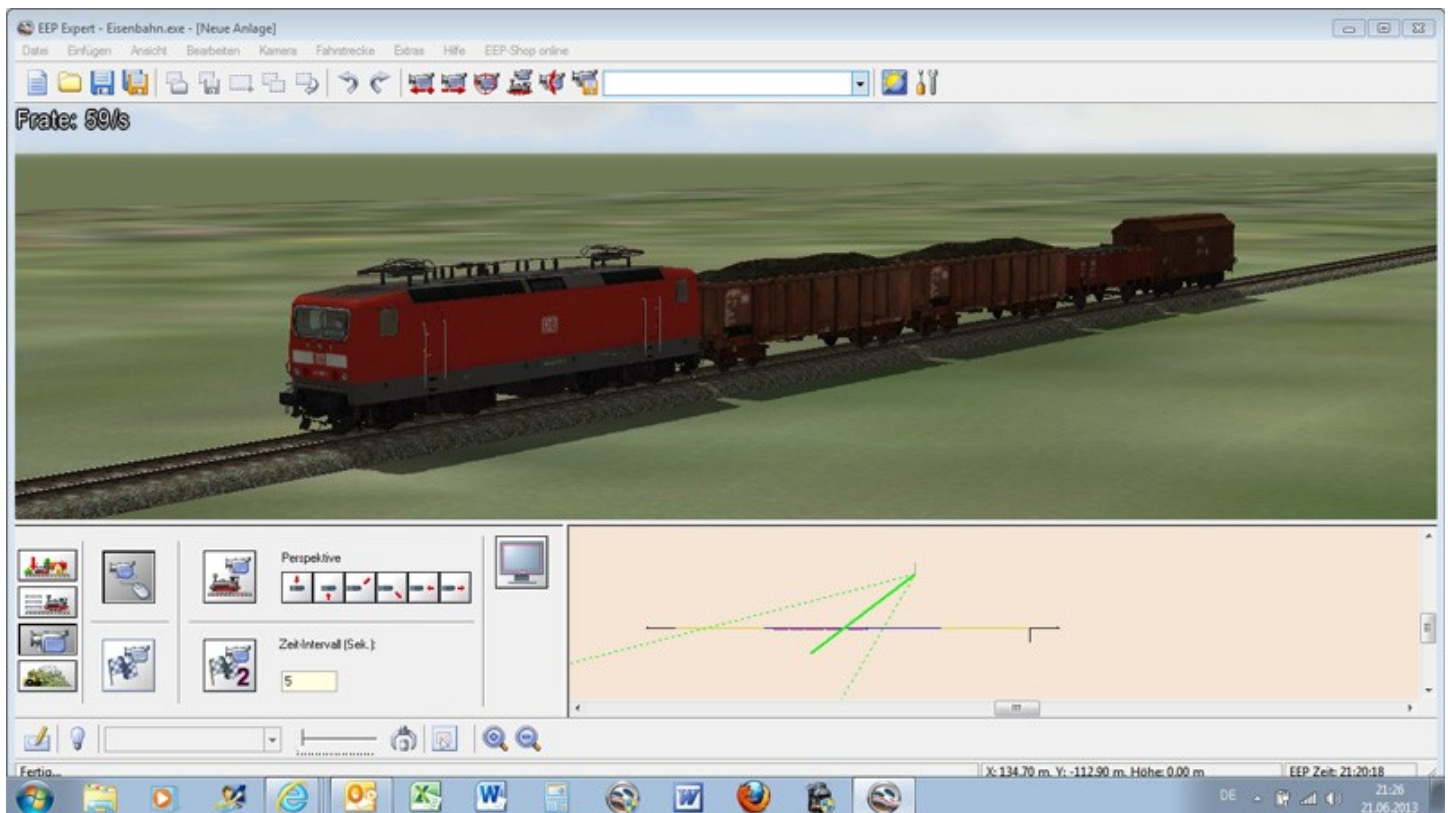 EEP Expert - Eisenbahn.exe - [Neue Anlage]
Datei Einfügen Ansicht Bearbeiten Kamera Fahrstrecke Extras Hilfe EEP-Shop online
Frate: 59/s
DB
Perspektive
2
Zeit-Intervall (Sek.):
5
Fertig...
X: 134.70 m, Y: -112.90 m, Höhe: 0.00 m
EEP Zeit: 21:20:18
DE
21:26
21.06.2013